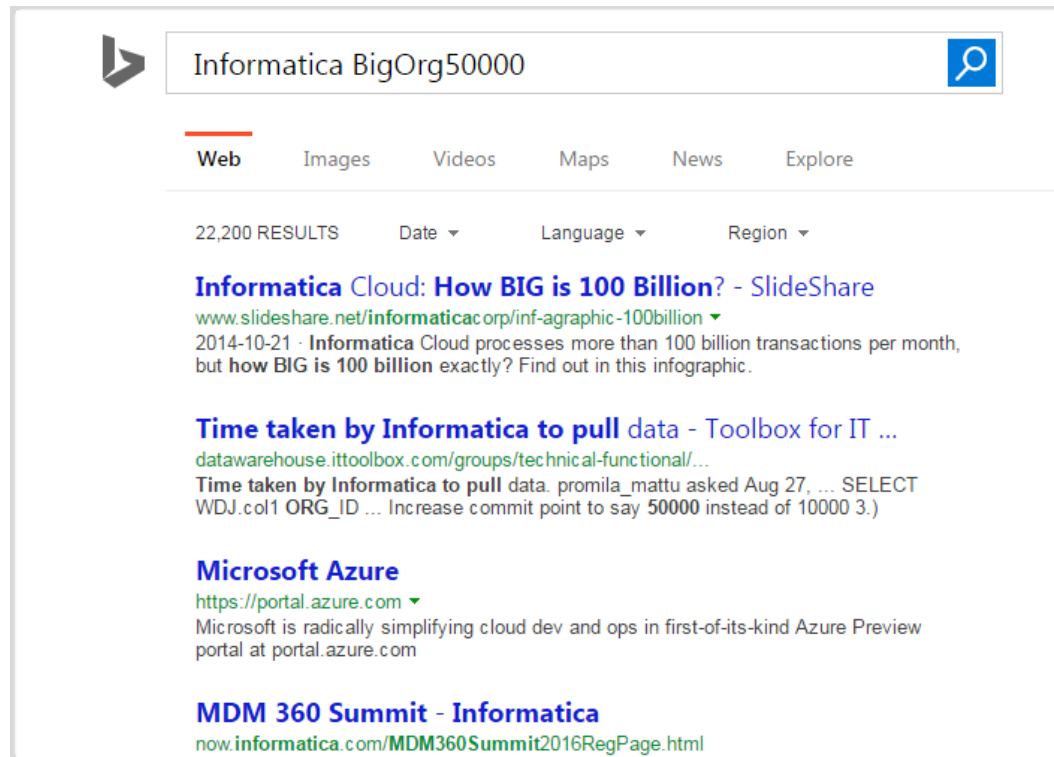 Informatica BigOrg50000
Web Images Videos Maps News Explore
22,200 RESULTS Date Language Region
Informatica Cloud: How BIG is 100 Billion? - SlideShare
www.slideshare.net/informaticacorp/inf-agraphic-100billion
2014-10-21 · Informatica Cloud processes more than 100 billion transactions per month,
but how BIG is 100 billion exactly? Find out in this infographic.
Time taken by Informatica to pull data - Toolbox for IT ...
datawarehouse.ittoolbox.com/groups/technical-functional/...
Time taken by Informatica to pull data. promila_mattu asked Aug 27, ... SELECT
WDJ.col1 ORG_ID ... Increase commit point to say 50000 instead of 10000 3.)
Microsoft Azure
https://portal.azure.com
Microsoft is radically simplifying cloud dev and ops in first-of-its-kind Azure Preview
portal at portal.azure.com
MDM 360 Summit - Informatica
now.informatica.com/MDM360Summit2016RegPage.html